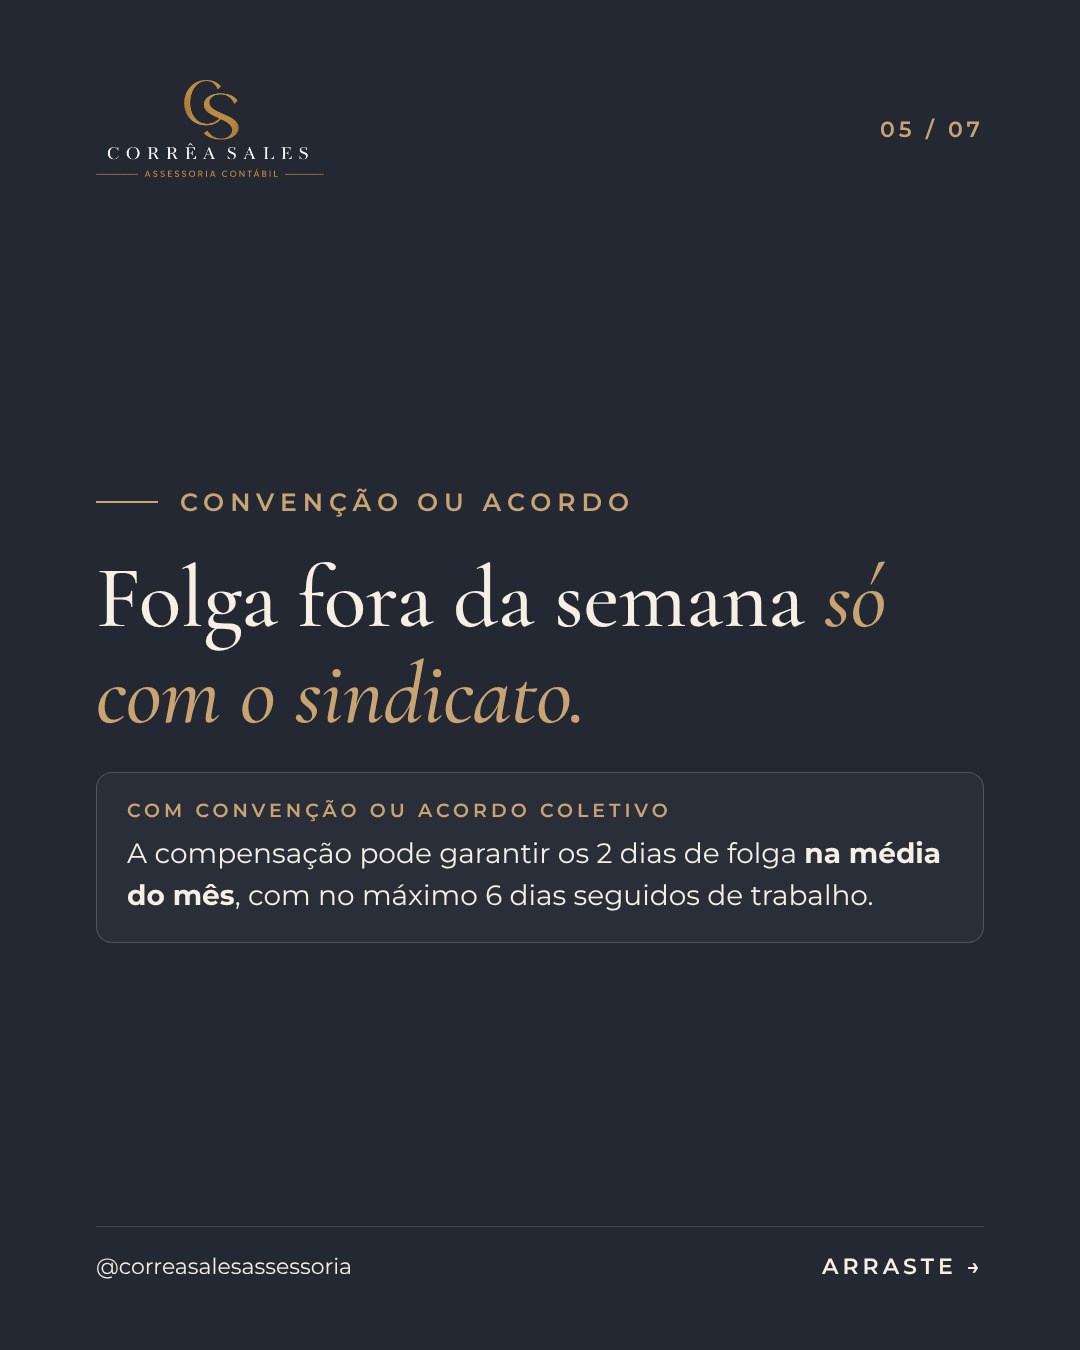 CS
CORRÊA SALES
ASSESSORIA CONTÁBIL
05 / 07
CONVENÇÃO OU ACORDO
Folga fora da semana só
com o sindicato.
COM CONVENÇÃO OU ACORDO COLETIVO
A compensação pode garantir os 2 dias de folga na média
do mês, com no máximo 6 dias seguidos de trabalho.
@correasalesassessoria
ARRASTE →